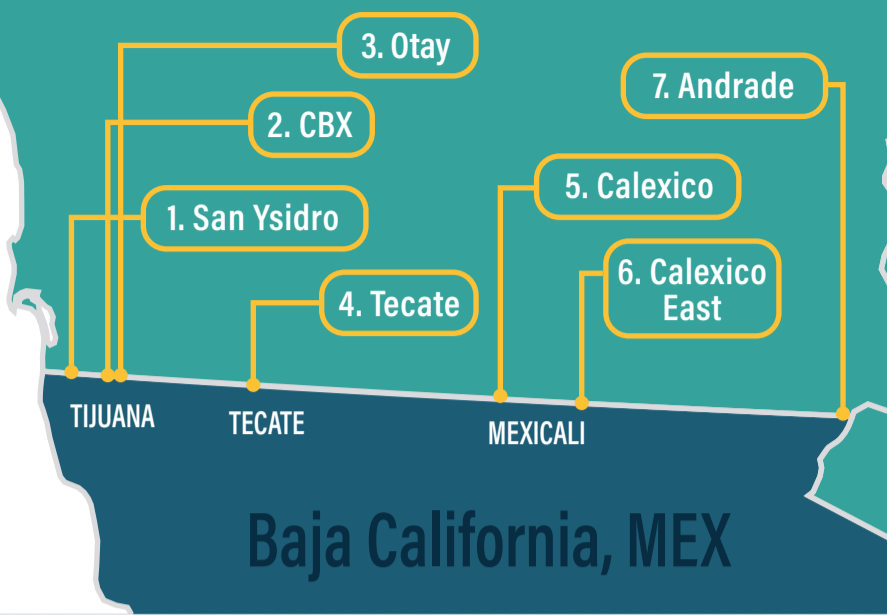 3. Otay
7. Andrade
2. CBX
5. Calexico
1. San Ysidro
6. Calexico
East
4. Tecate
TIJUANA
TECATE
MEXICALI
Baja California, MEX